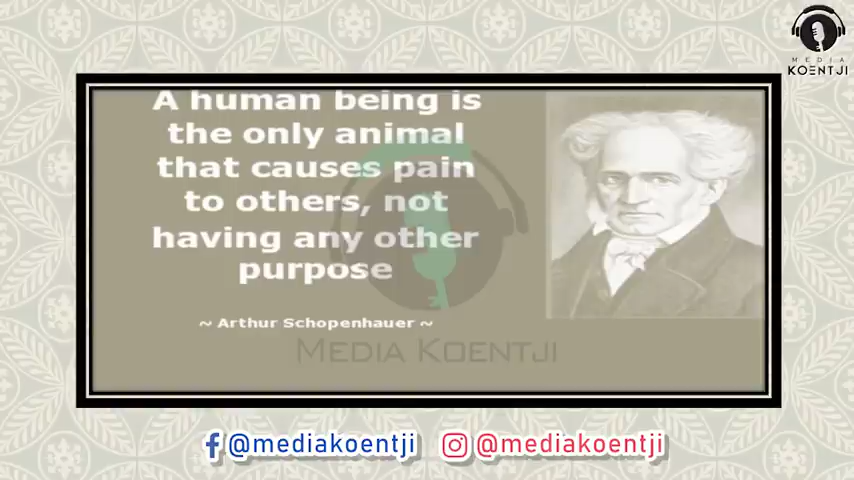 MEDIA
KOENTJI
A human being is
the only animal
that causes pain
to others, not
having any other
purpose
~ Arthur Schopenhauer ~
MEDIA KOENTJI
@mediakoentji @mediakoentji